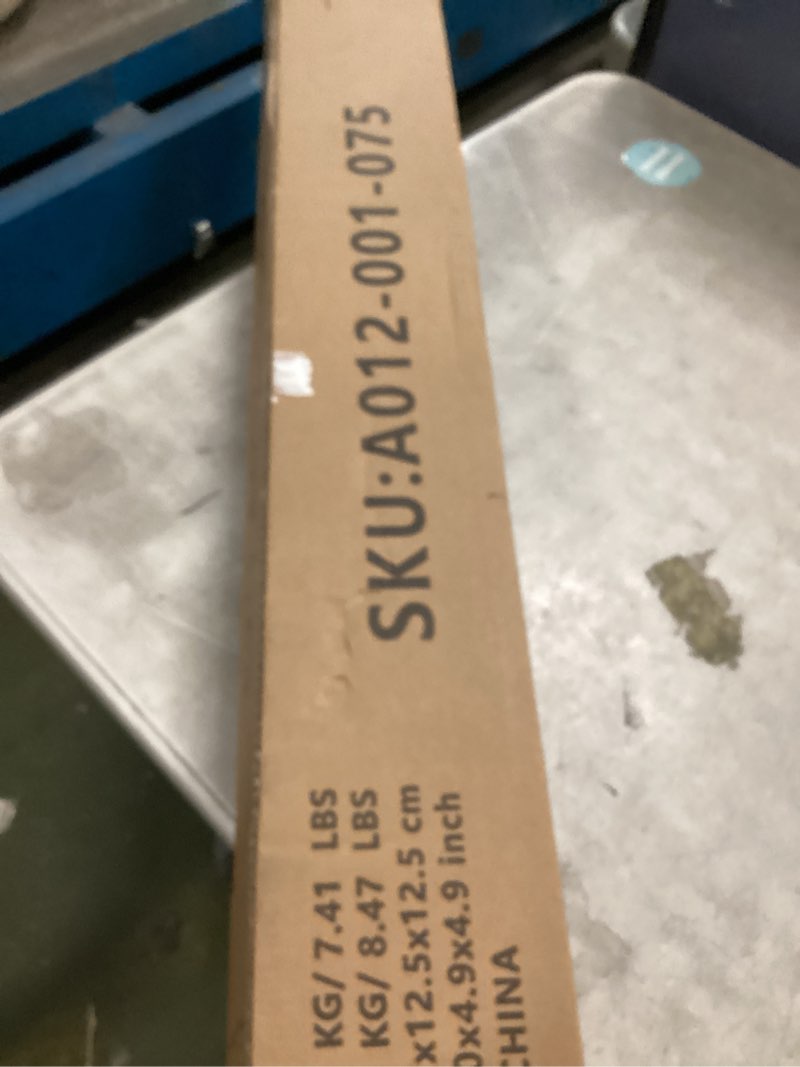 SKU:A012-001-075
KG/ 7.41 LBS
KG/ 8.47 LBS
x12.5x12.5 cm
0x4.9x4.9 inch
CHINA